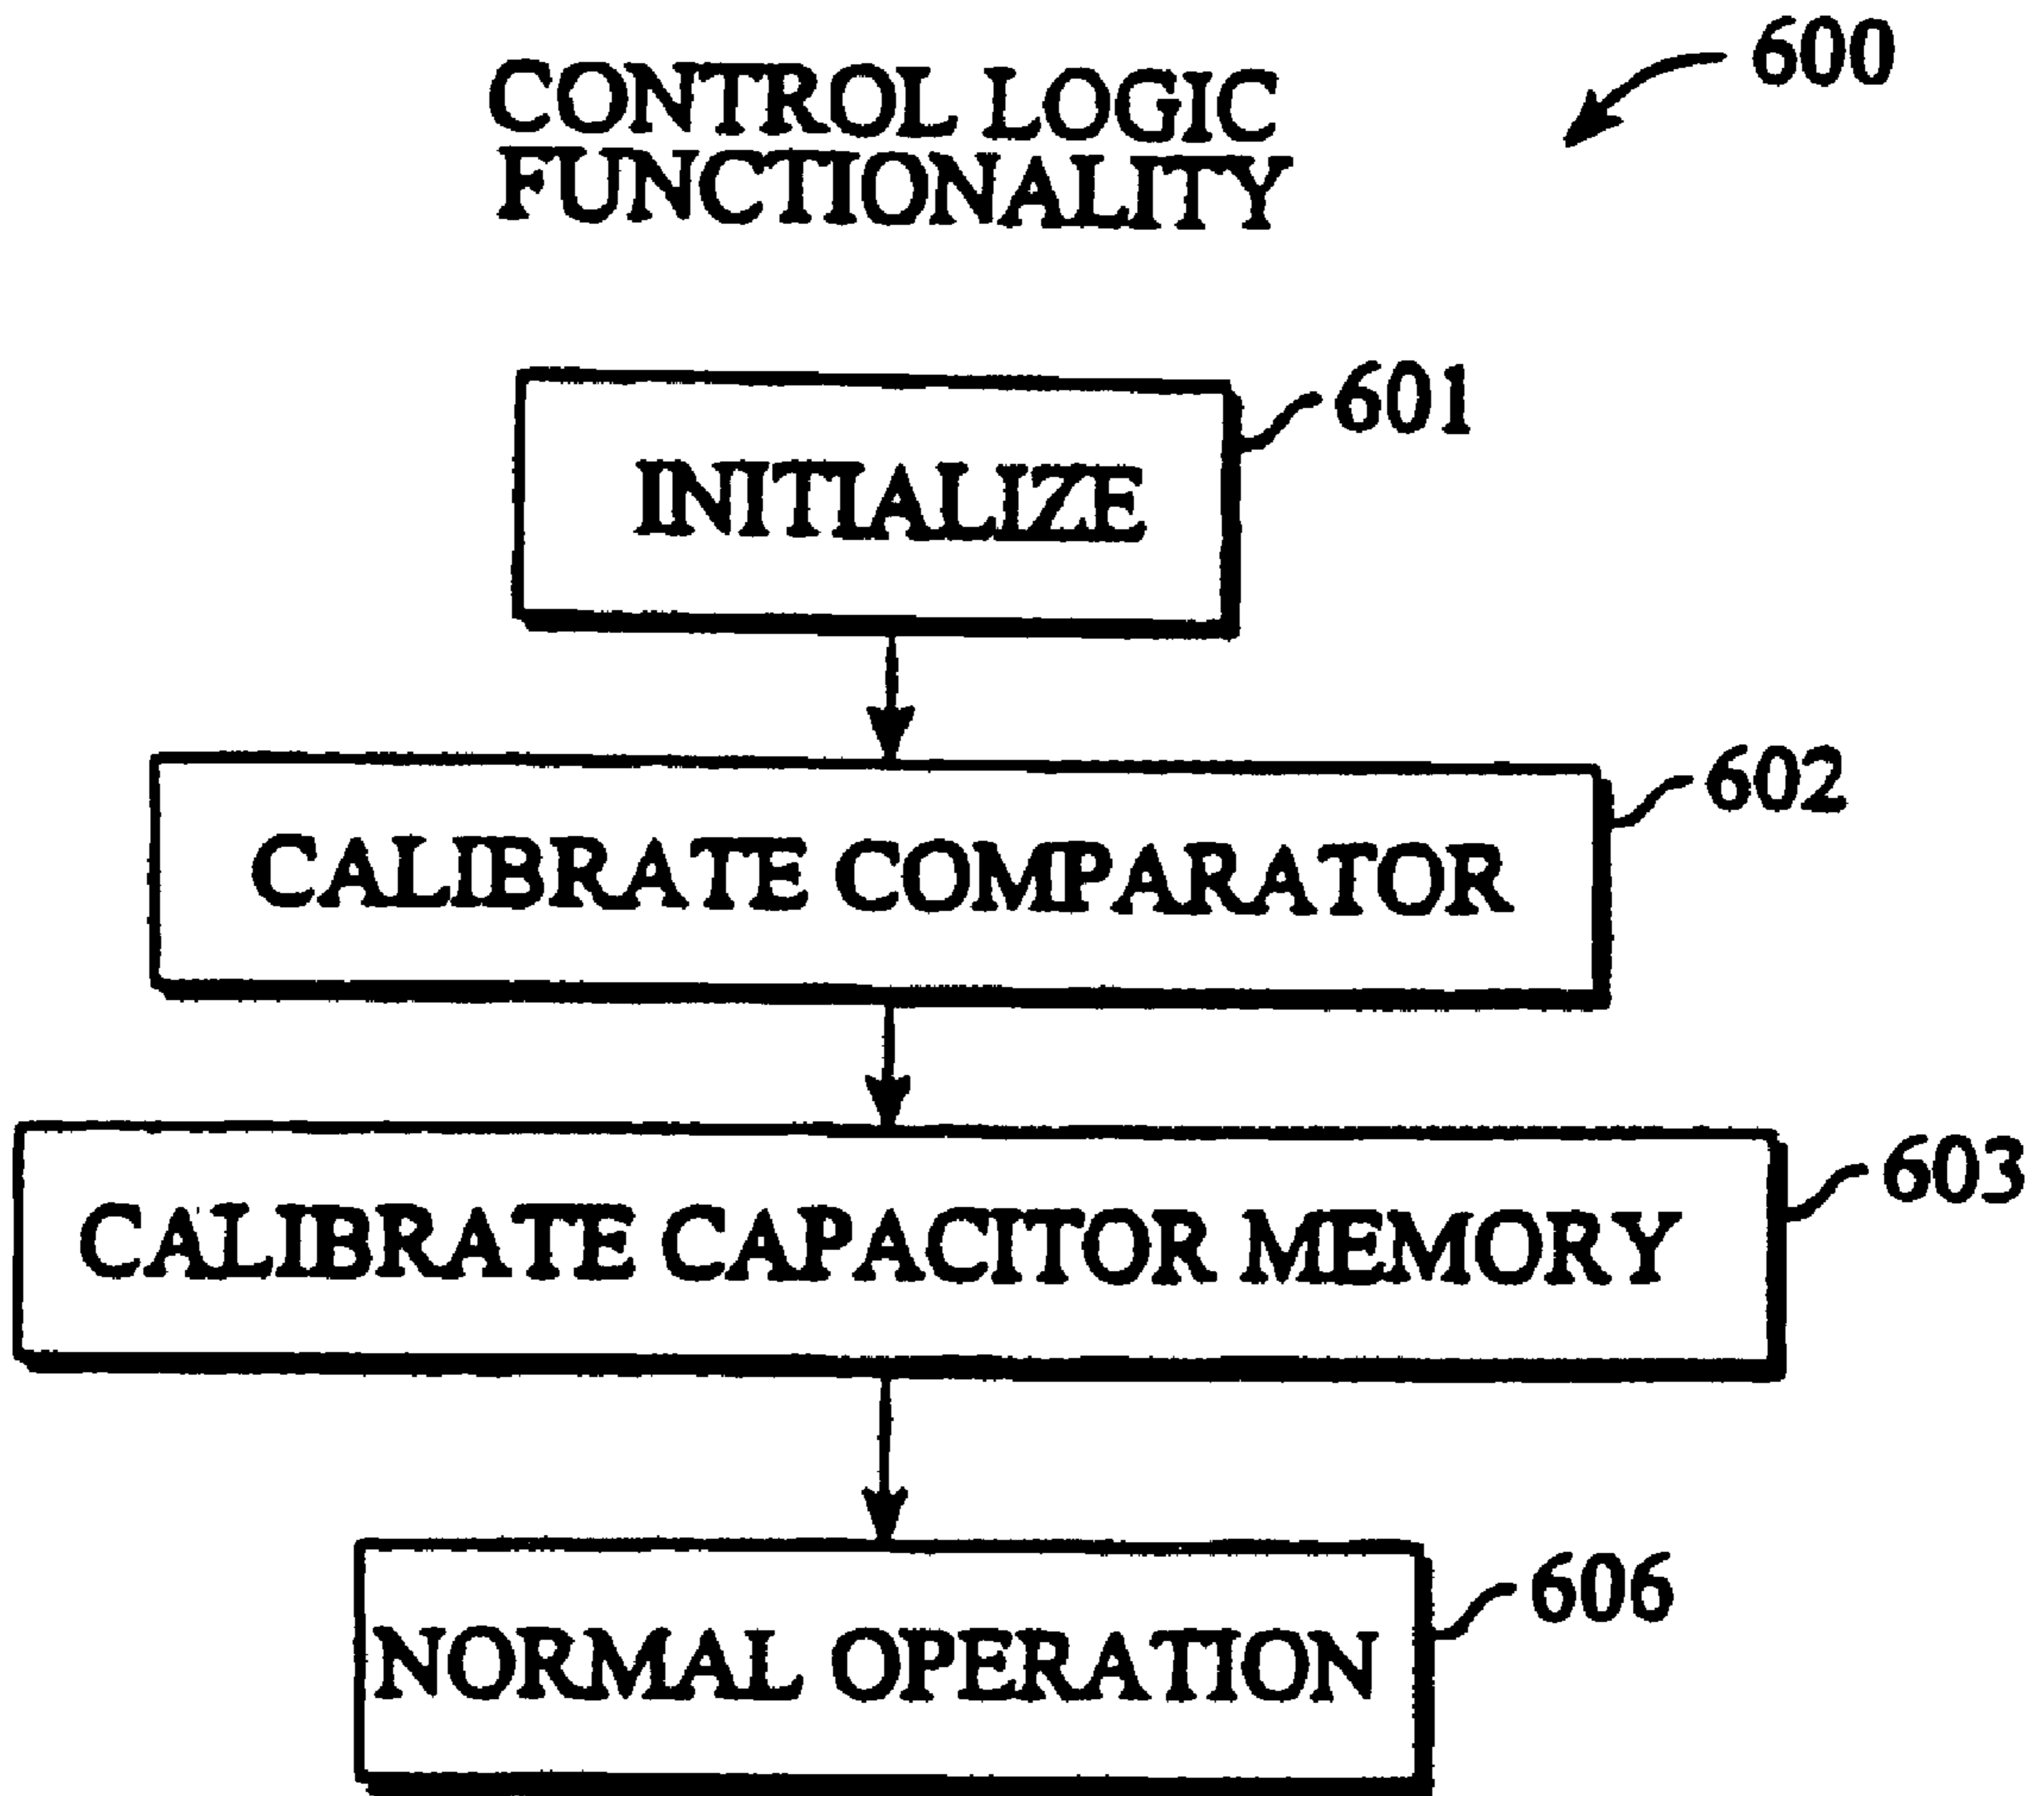 600
CONTROL LOGIC
FUNCTIONALITY
601
INITIALIZE
602
CALIBRATE COMPARATOR
603
CALIBRATE CAPACITOR MEMORY
606
NORMAL OPERATION